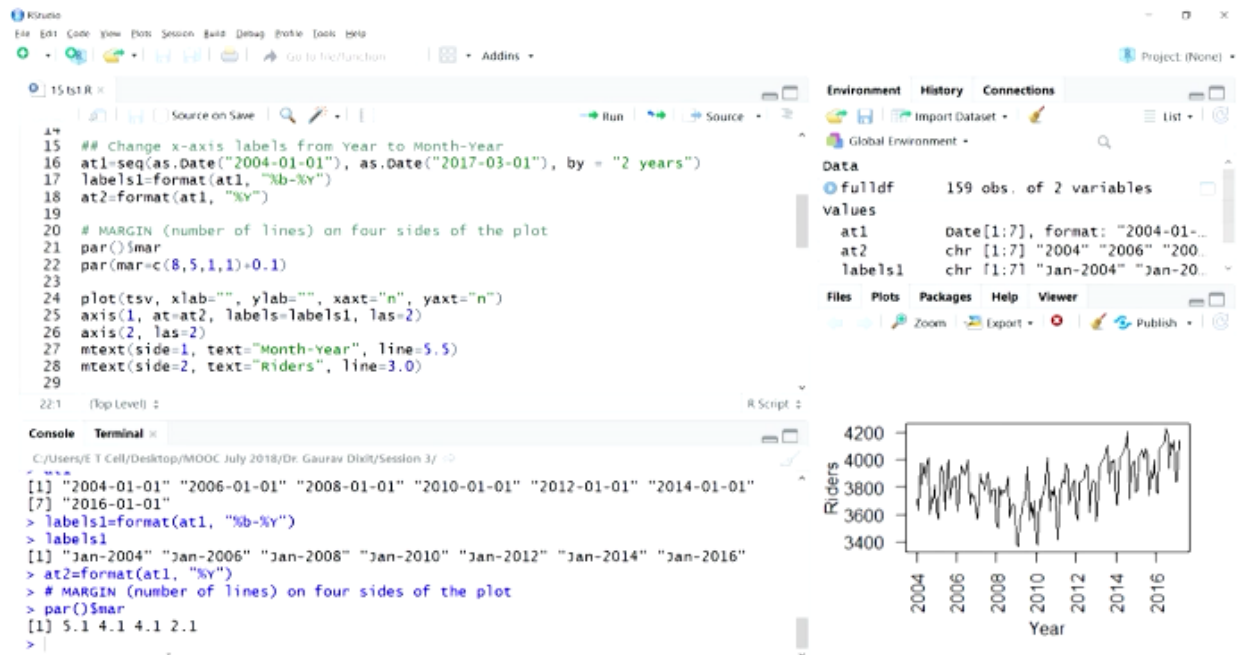 RStudio
File Edit Code View Plots Session Build Debug Profile Tools Help
Go to file/function Addins Project: (None)
15 ts1.R
Source on Save Run Source
14
15 ## Change x-axis labels from Year to Month-Year
16 at1=seq(as.Date("2004-01-01"), as.Date("2017-03-01"), by = "2 years")
17 labels1=format(at1, "%b-%Y")
18 at2=format(at1, "%Y")
19
20 # MARGIN (number of lines) on four sides of the plot
21 par()$mar
22 par(mar=c(8,5,1,1)+0.1)
23
24 plot(tsv, xlab="", ylab="", xaxt="n", yaxt="n")
25 axis(1, at=at2, labels=labels1, las=2)
26 axis(2, las=2)
27 mtext(side=1, text="Month-Year", line=5.5)
28 mtext(side=2, text="Riders", line=3.0)
29
22:1 (Top Level) R Script
Console Terminal
C:/Users/E T Cell/Desktop/MOOC July 2018/Dr. Gaurav Dixit/Session 3/
> at1
[1] "2004-01-01" "2006-01-01" "2008-01-01" "2010-01-01" "2012-01-01" "2014-01-01"
[7] "2016-01-01"
> labels1=format(at1, "%b-%Y")
> labels1
[1] "Jan-2004" "Jan-2006" "Jan-2008" "Jan-2010" "Jan-2012" "Jan-2014" "Jan-2016"
> at2=format(at1, "%Y")
> # MARGIN (number of lines) on four sides of the plot
> par()$mar
[1] 5.1 4.1 4.1 2.1
>
Environment History Connections
Import Dataset List
Global Environment
Data
fulldf 159 obs. of 2 variables
values
at1 Date[1:7], format: "2004-01-...
at2 chr [1:7] "2004" "2006" "200...
labels1 chr [1:7] "Jan-2004" "Jan-20...
Files Plots Packages Help Viewer
Zoom Export Publish
4200
4000
3800
3600
3400
Riders
2004 2006 2008 2010 2012 2014 2016
Year